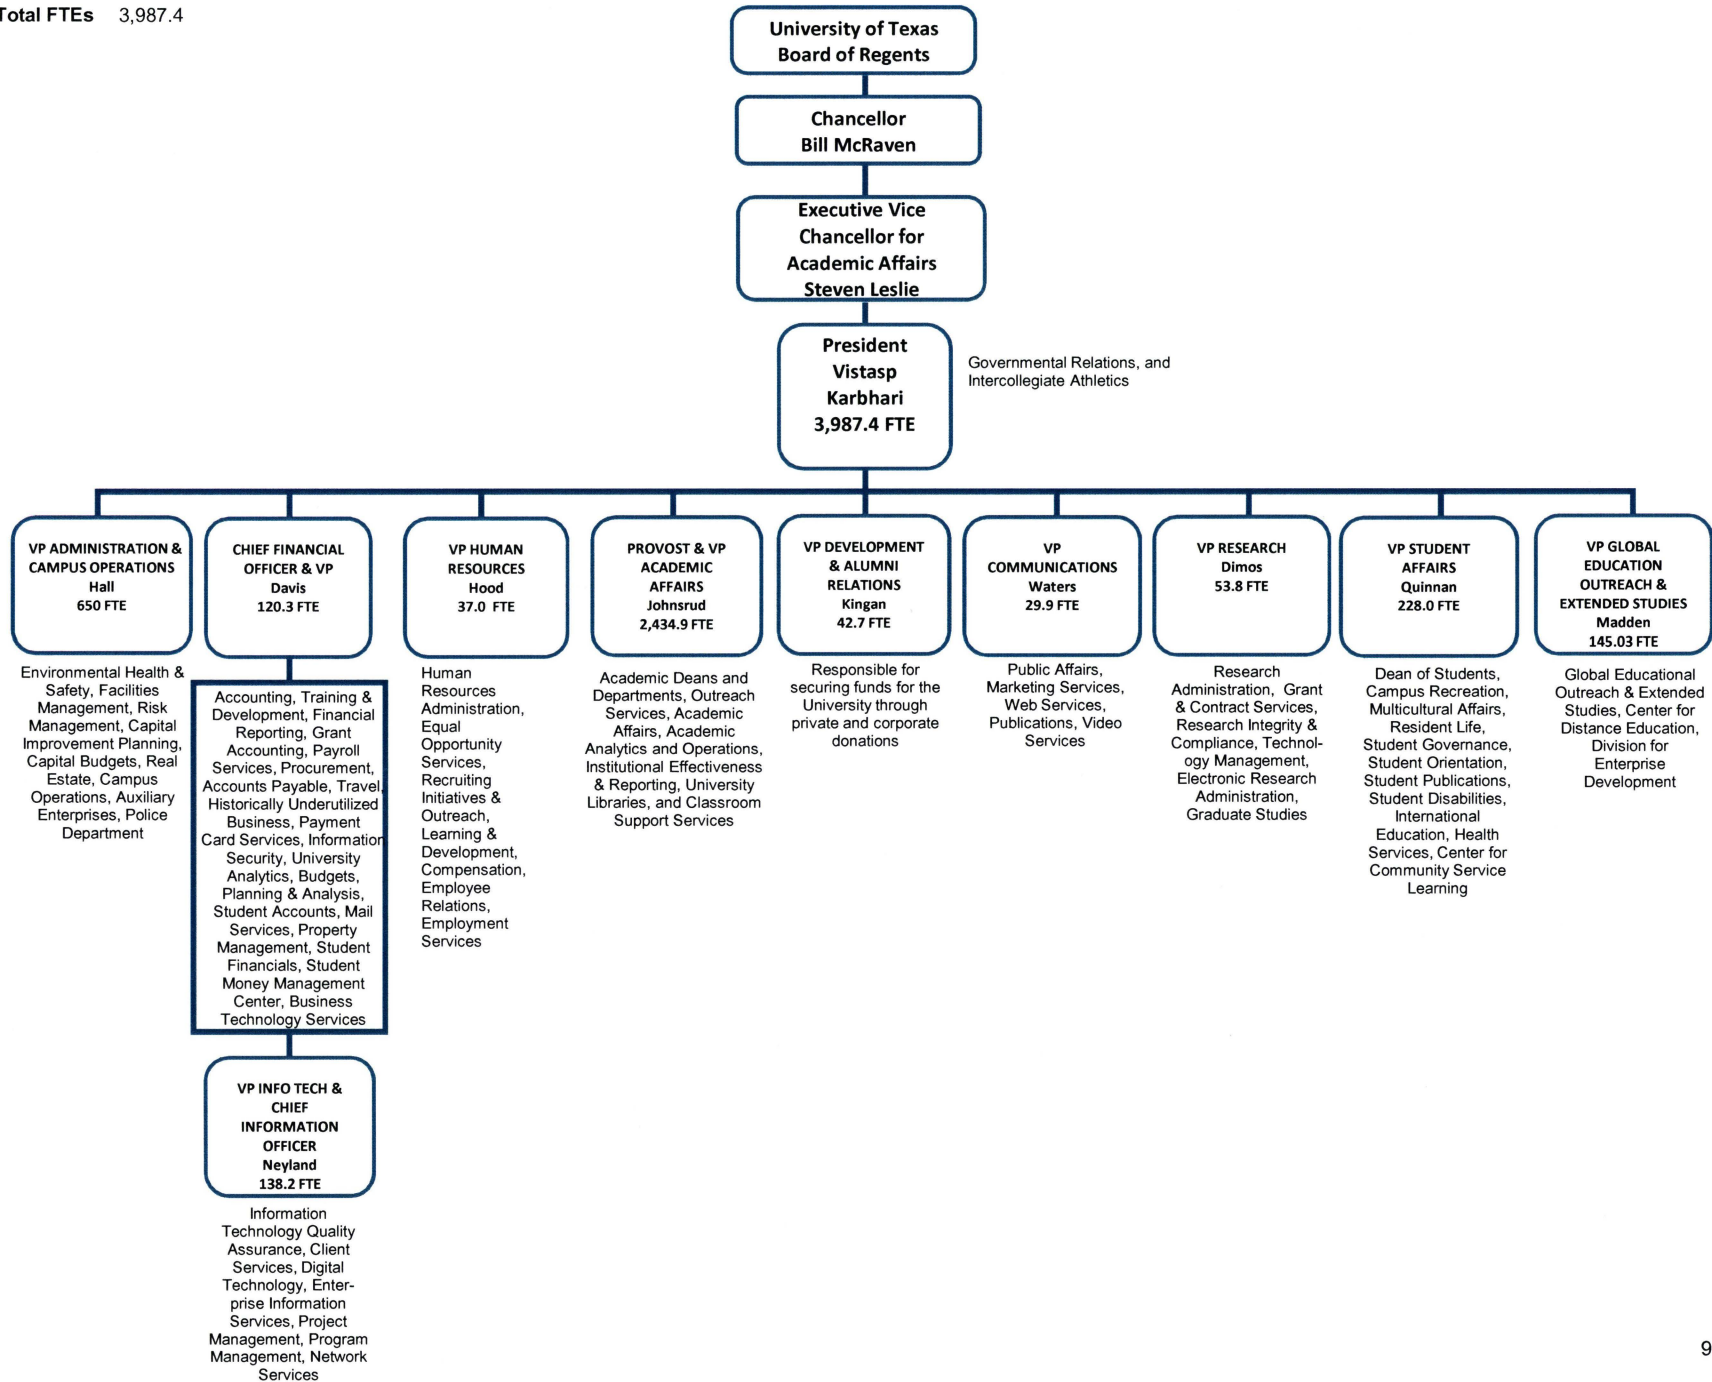 Total FTEs 3,987.4
University of Texas
Board of Regents
Chancellor
Bill McRaven
Executive Vice
Chancellor for
Academic Affairs
Steven Leslie
President
Vistasp
Karbhari
3,987.4 FTE
Governmental Relations, and
Intercollegiate Athletics
VP ADMINISTRATION &
CAMPUS OPERATIONS
Hall
650 FTE
Environmental Health &
Safety, Facilities
Management, Risk
Management, Capital
Improvement Planning,
Capital Budgets, Real
Estate, Campus
Operations, Auxiliary
Enterprises, Police
Department
CHIEF FINANCIAL
OFFICER & VP
Davis
120.3 FTE
Accounting, Training &
Development, Financial
Reporting, Grant
Accounting, Payroll
Services, Procurement,
Accounts Payable, Travel,
Historically Underutilized
Business, Payment
Card Services, Information
Security, University
Analytics, Budgets,
Planning & Analysis,
Student Accounts, Mail
Services, Property
Management, Student
Financials, Student
Money Management
Center, Business
Technology Services
VP INFO TECH &
CHIEF
INFORMATION
OFFICER
Neyland
138.2 FTE
Information
Technology Quality
Assurance, Client
Services, Digital
Technology, Enter-
prise Information
Services, Project
Management, Program
Management, Network
Services
VP HUMAN
RESOURCES
Hood
37.0 FTE
Human
Resources
Administration,
Equal
Opportunity
Services,
Recruiting
Initiatives &
Outreach,
Learning &
Development,
Compensation,
Employee
Relations,
Employment
Services
PROVOST & VP
ACADEMIC
AFFAIRS
Johnsrud
2,434.9 FTE
Academic Deans and
Departments, Outreach
Services, Academic
Affairs, Academic
Analytics and Operations,
Institutional Effectiveness
& Reporting, University
Libraries, and Classroom
Support Services
VP DEVELOPMENT
& ALUMNI
RELATIONS
Kingan
42.7 FTE
Responsible for
securing funds for the
University through
private and corporate
donations
VP
COMMUNICATIONS
Waters
29.9 FTE
Public Affairs,
Marketing Services,
Web Services,
Publications, Video
Services
VP RESEARCH
Dimos
53.8 FTE
Research
Administration, Grant
& Contract Services,
Research Integrity &
Compliance, Technol-
ogy Management,
Electronic Research
Administration,
Graduate Studies
VP STUDENT
AFFAIRS
Quinnan
228.0 FTE
Dean of Students,
Campus Recreation,
Multicultural Affairs,
Resident Life,
Student Governance,
Student Orientation,
Student Publications,
Student Disabilities,
International
Education, Health
Services, Center for
Community Service
Learning
VP GLOBAL
EDUCATION
OUTREACH &
EXTENDED STUDIES
Madden
145.03 FTE
Global Educational
Outreach & Extended
Studies, Center for
Distance Education,
Division for
Enterprise
Development
9